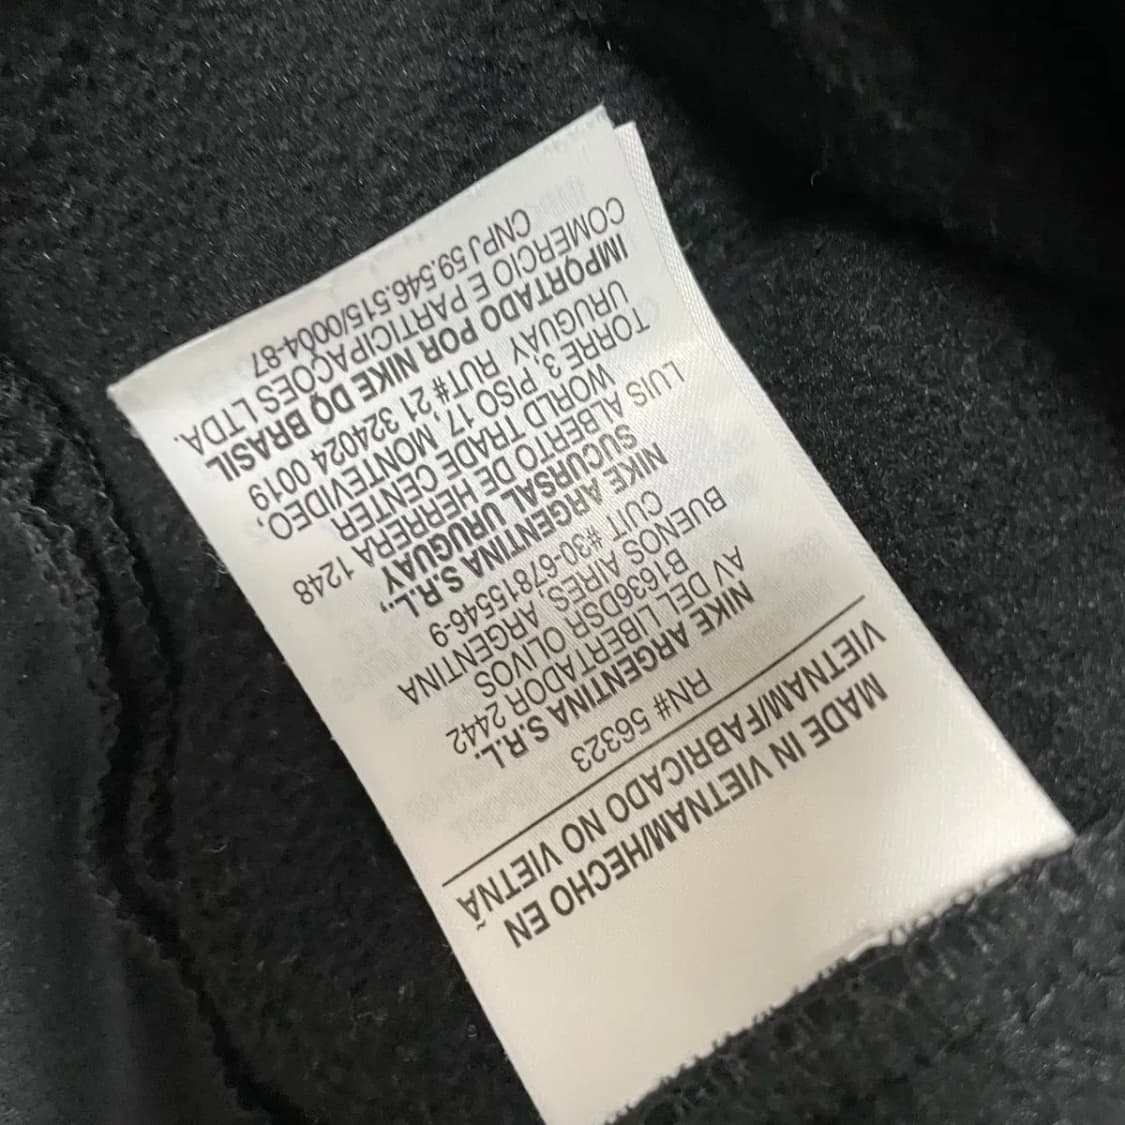 MADE IN VIETNAM/HECHO EN
VIETNAM/FABRICADO NO VIETNÃ
RN# 56323
NIKE ARGENTINA S.R.L.
AV DEL LIBERTADOR 2442
B1636DSR OLIVOS
BUENOS AIRES, ARGENTINA
CUIT #30-67815546-9
NIKE ARGENTINA S.R.L.,
SUCURSAL URUGUAY
LUIS ALBERTO DE HERRERA 1248
WORLD TRADE CENTER
TORRE 3, PISO 17, MONTEVIDEO,
URUGUAY RUT# 21 324024 0019
IMPORTADO POR NIKE DO BRASIL
COMERCIO E PARTICIPAÇÕES LTDA.
CNPJ 59.546.515/0004-87